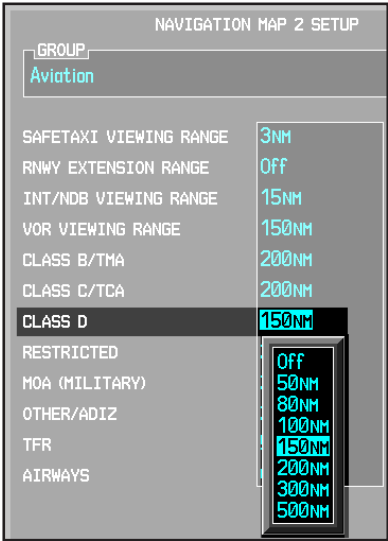 NAVIGATION MAP 2 SETUP
GROUP
Aviation
SAFETAXI VIEWING RANGE 3NM
RNWY EXTENSION RANGE Off
INT/NDB VIEWING RANGE 15NM
VOR VIEWING RANGE 150NM
CLASS B/TMA 200NM
CLASS C/TCA 200NM
CLASS D 150NM
RESTRICTED
MOA (MILITARY)
OTHER/ADIZ
TFR
AIRWAYS
Off
50NM
80NM
100NM
150NM
200NM
300NM
500NM